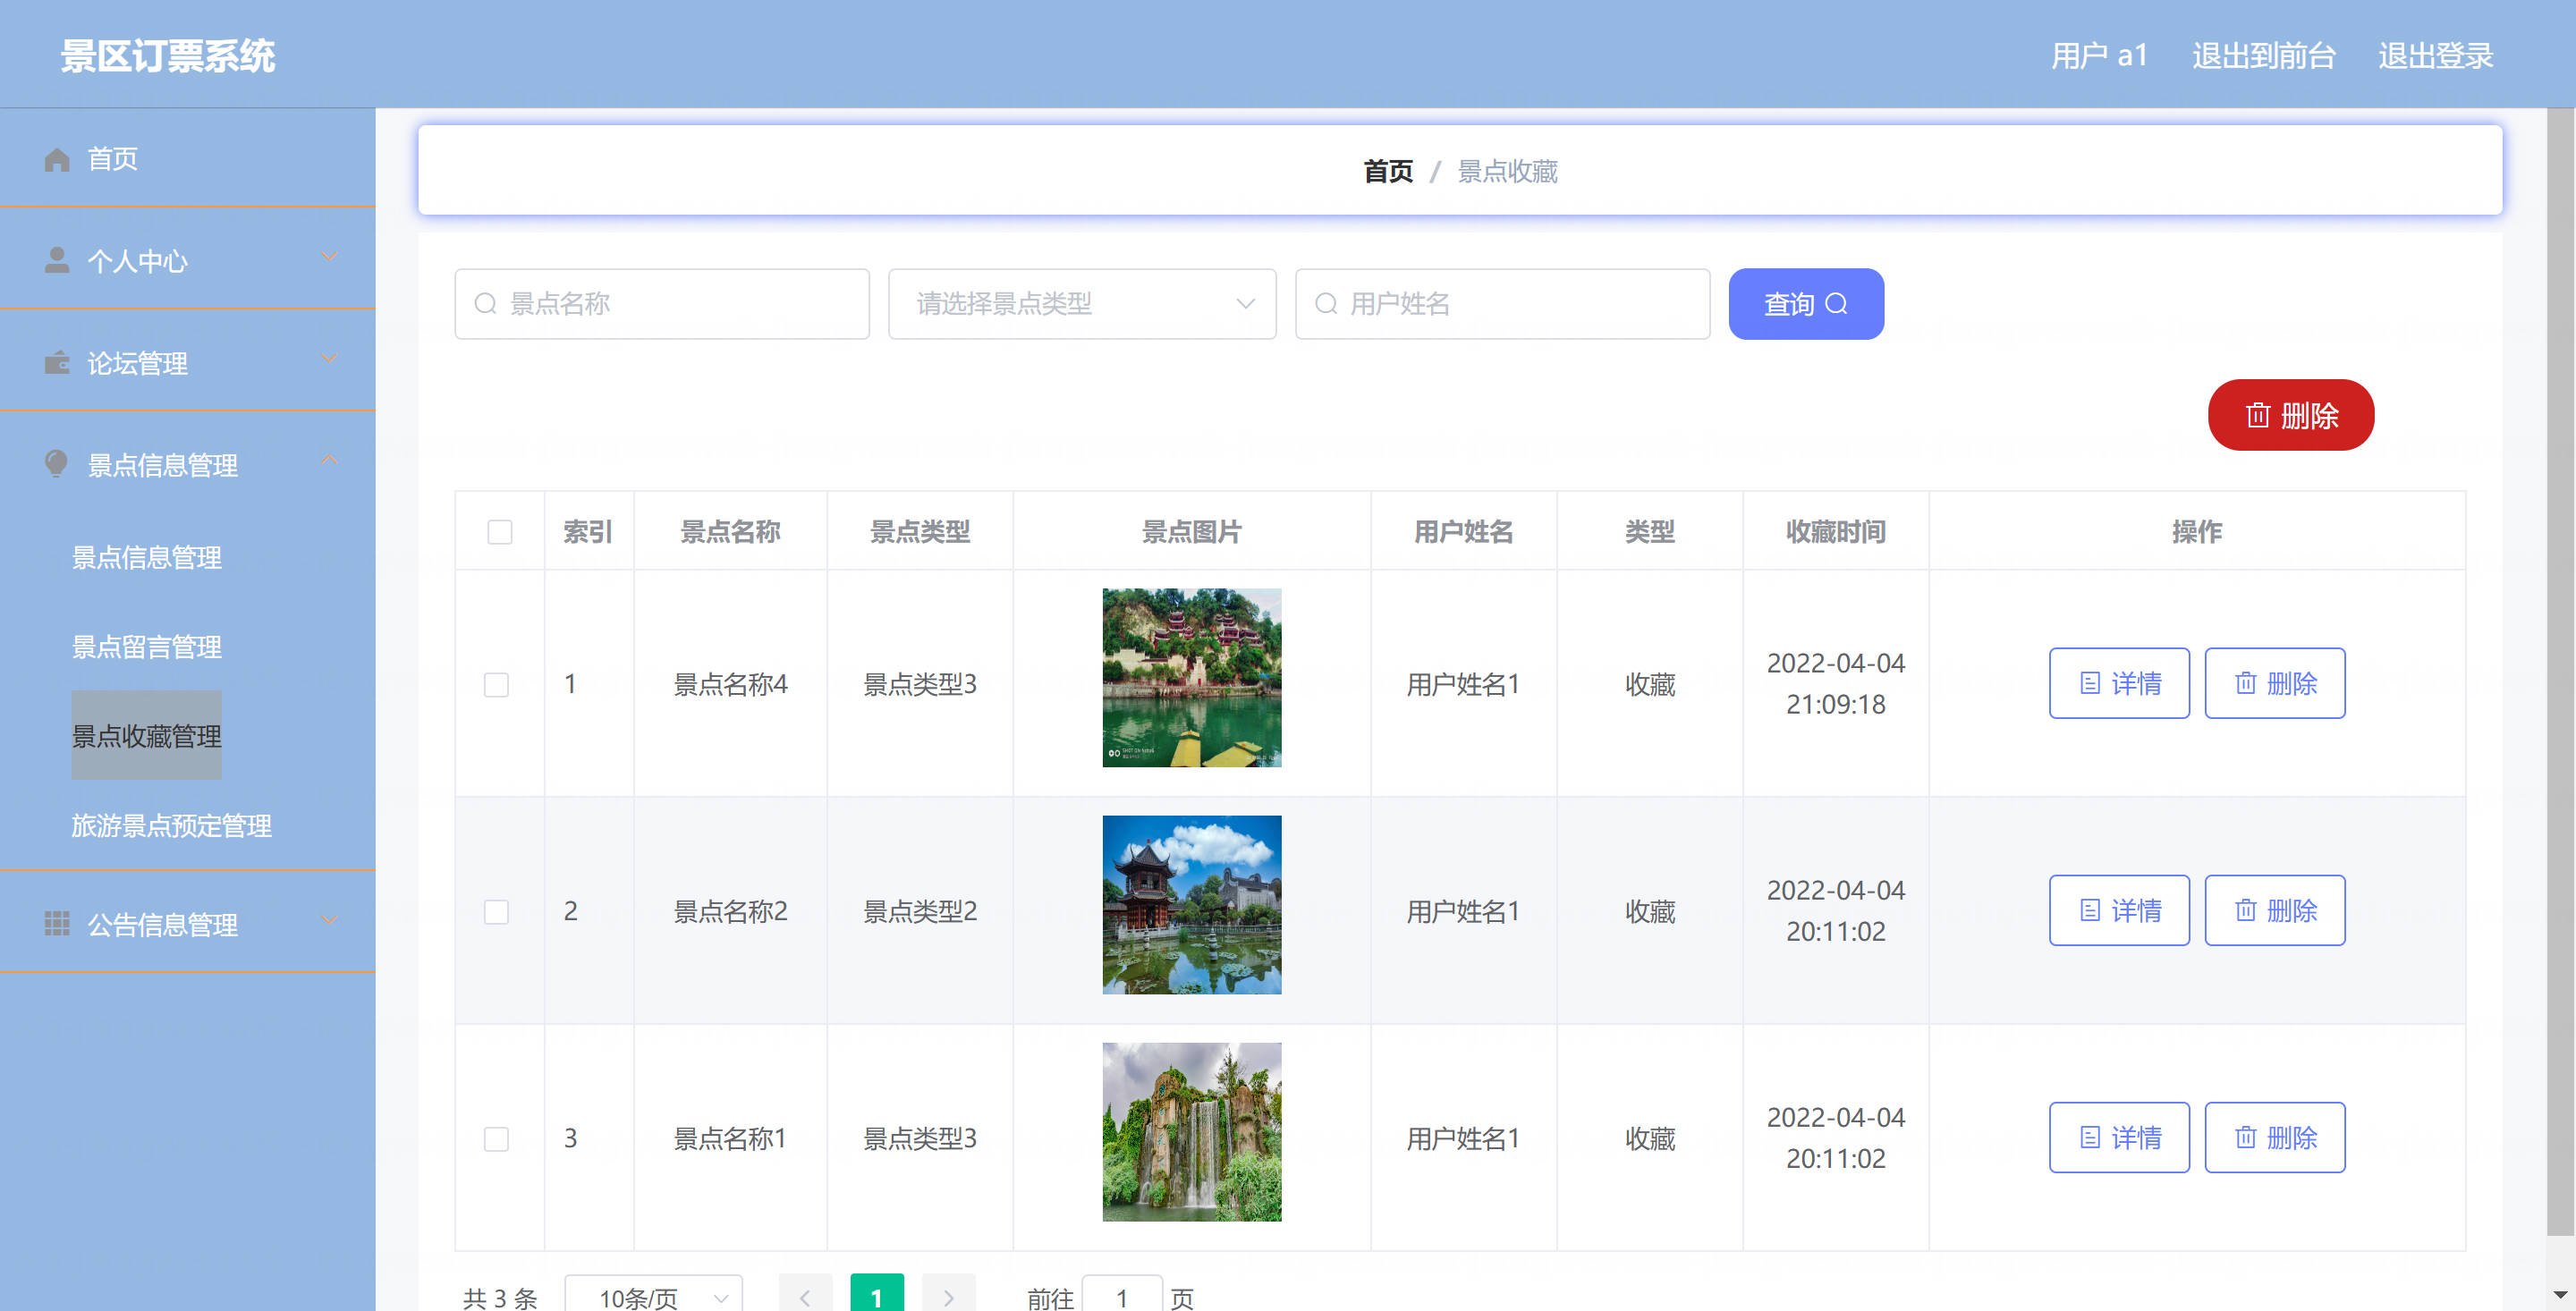 景区订票系统
用户 a1 退出到前台 退出登录
首页
个人中心
论坛管理
景点信息管理
景点信息管理
景点留言管理
景点收藏管理
旅游景点预定管理
公告信息管理
首页 / 景点收藏
景点名称 请选择景点类型 用户姓名 查询
删除
索引 景点名称 景点类型 景点图片 用户姓名 类型 收藏时间 操作
1 景点名称4 景点类型3 用户姓名1 收藏 2022-04-04 21:09:18 详情 删除
2 景点名称2 景点类型2 用户姓名1 收藏 2022-04-04 20:11:02 详情 删除
3 景点名称1 景点类型3 用户姓名1 收藏 2022-04-04 20:11:02 详情 删除
共 3 条 10条/页 1 前往 1 页